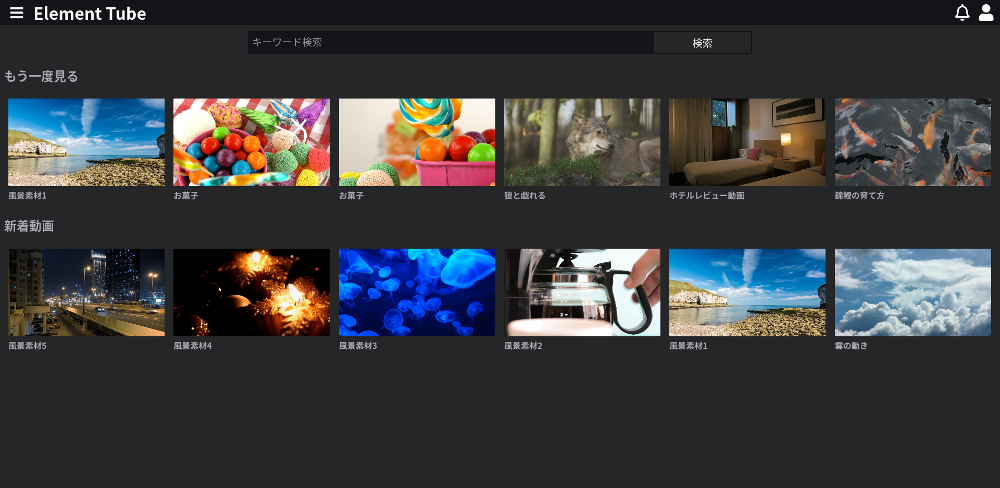 Element Tube
キーワード検索
検索
もう一度見る
風景素材1
お菓子
お菓子
狼と戯れる
ホテルレビュー動画
錦鯉の育て方
新着動画
風景素材5
風景素材4
風景素材3
風景素材2
風景素材1
雲の動き